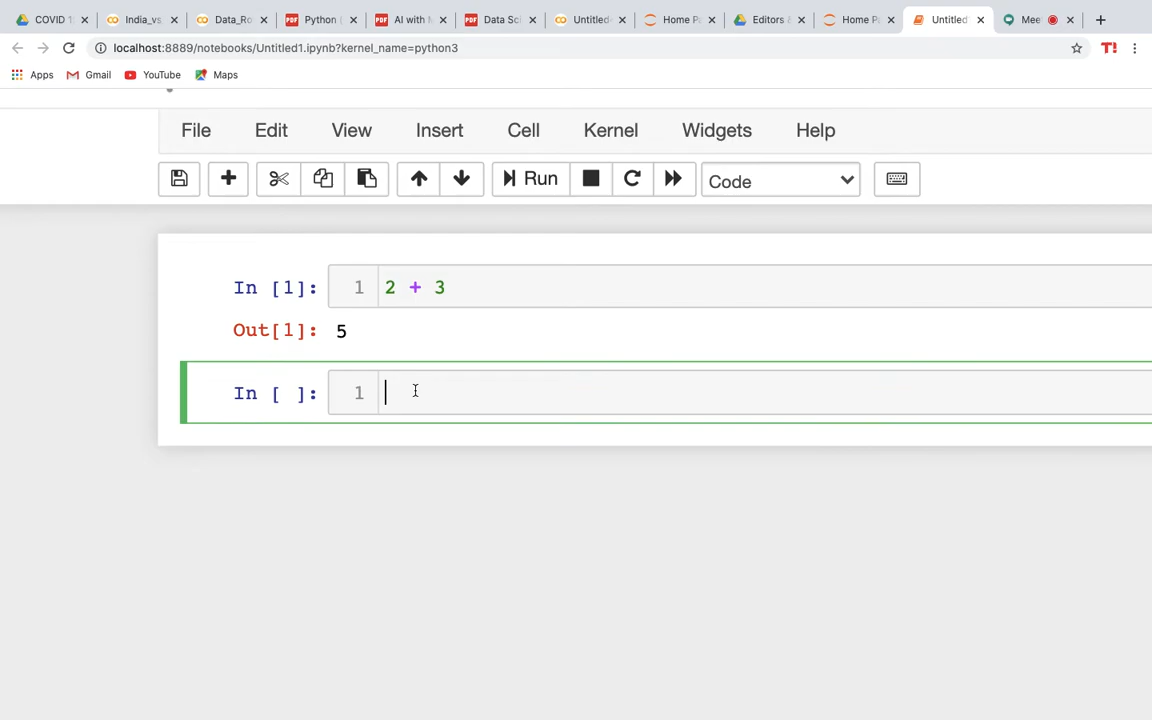 COVID 1 India_vs. Data_Ro Python ( AI with M Data Sci Untitled Home P Editors & Home P Untitled Mee
localhost:8889/notebooks/Untitled1.ipynb?kernel_name=python3 T!
Apps Gmail YouTube Maps
File Edit View Insert Cell Kernel Widgets Help
Run Code
In [1]: 1 2 + 3
Out[1]: 5
In [ ]: 1